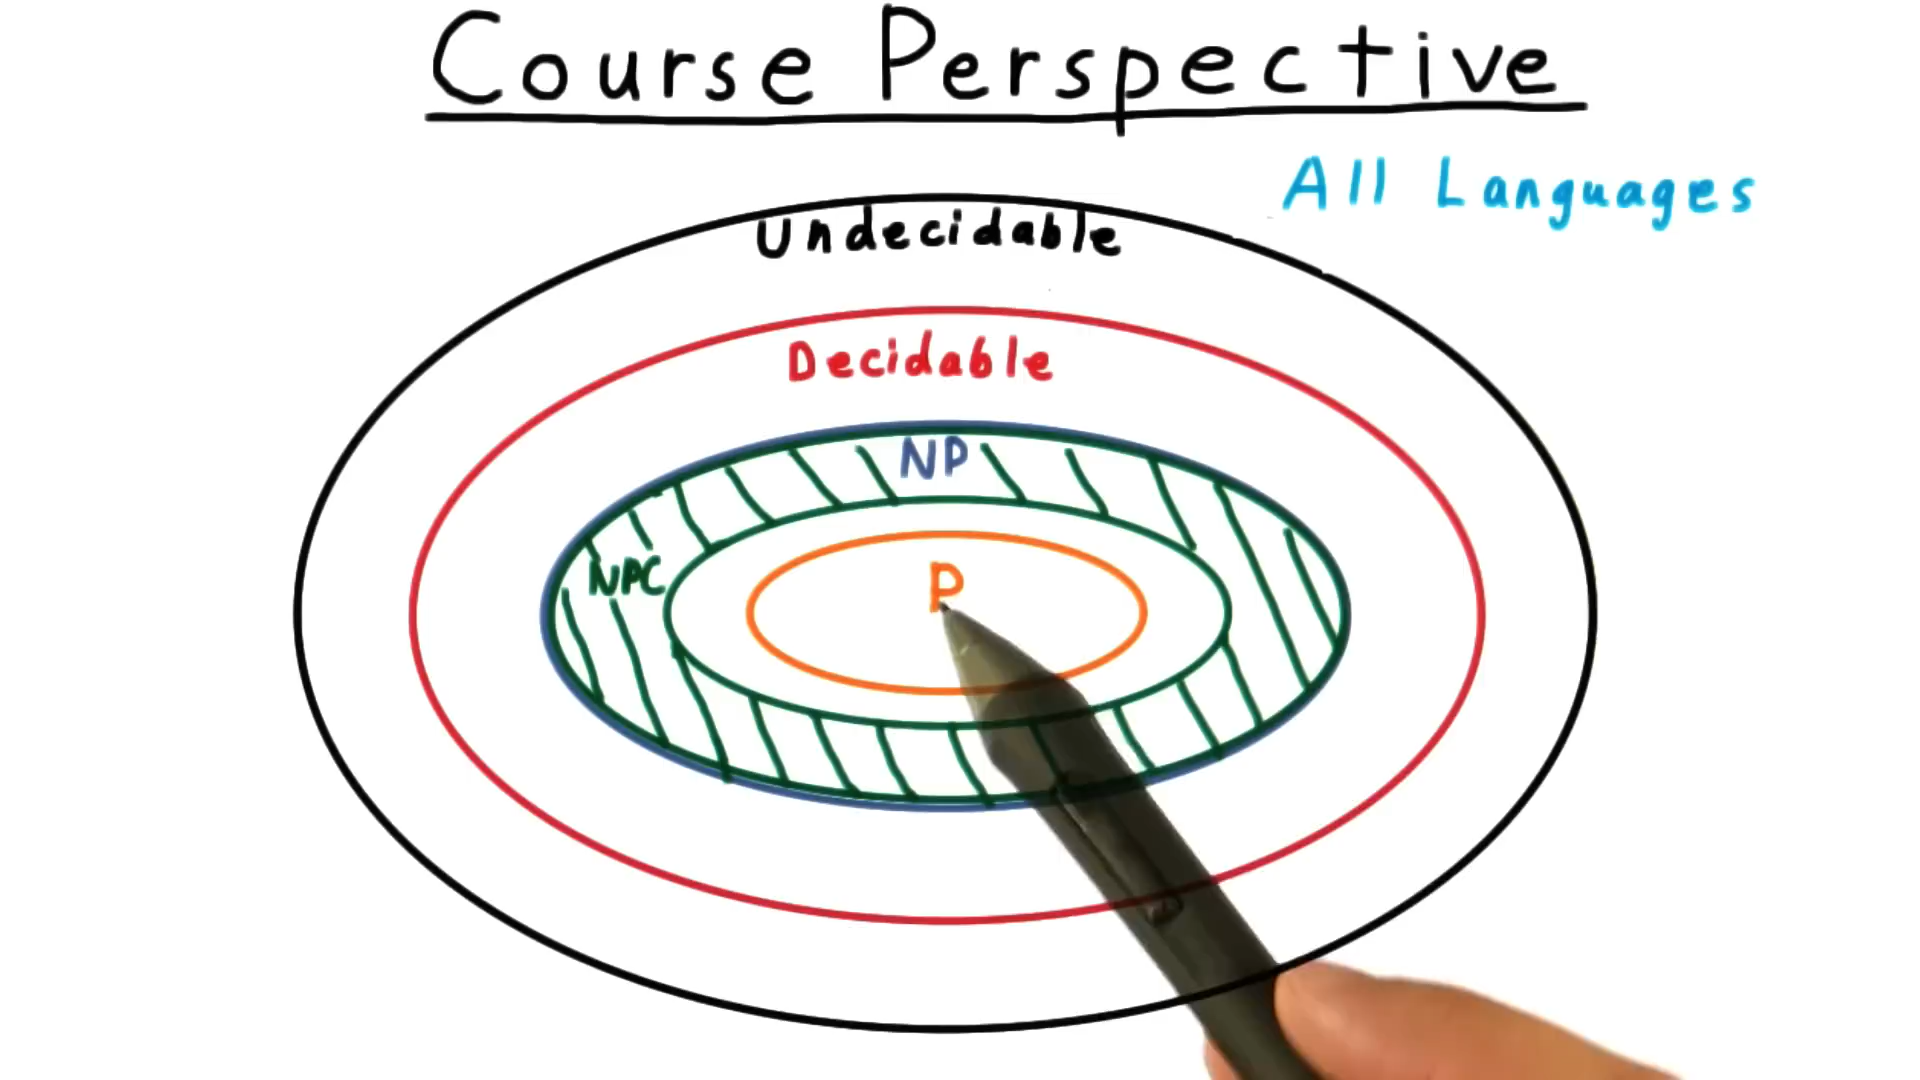 Course Perspective
All Languages
Undecidable
Decidable
NP
NPC
P